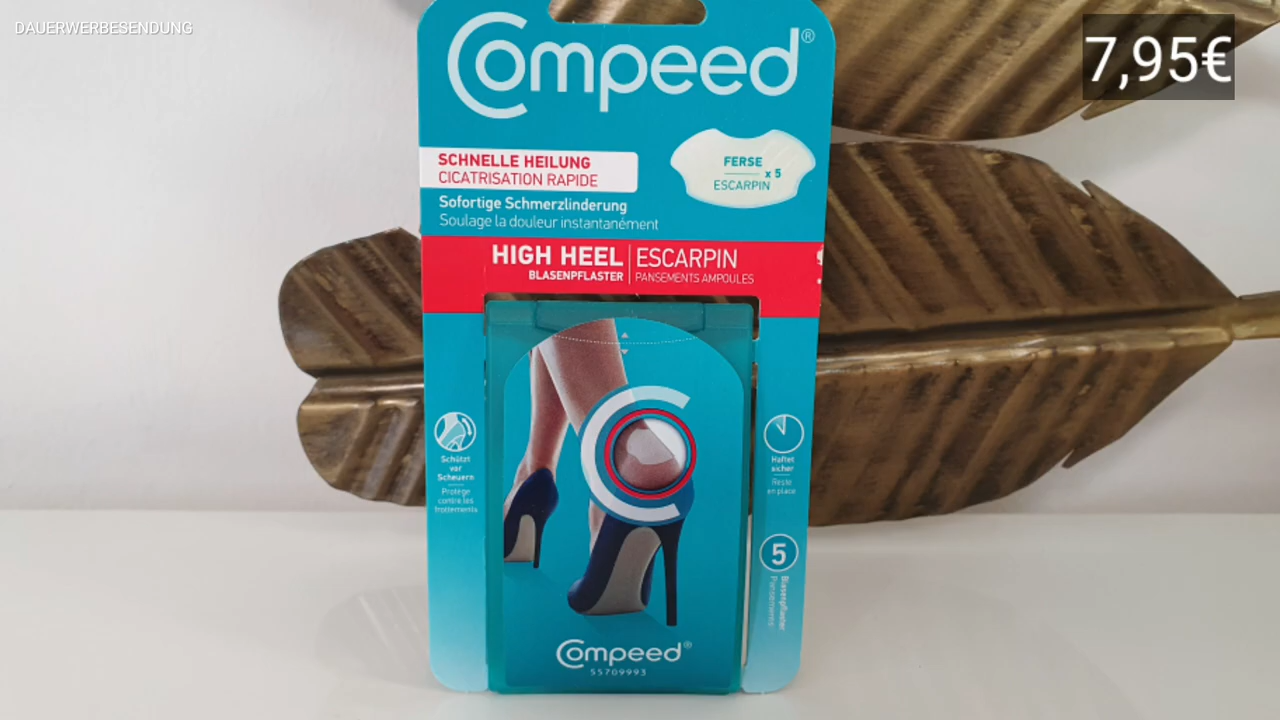 DAUERWERBESENDUNG
7,95€
Compeed®
SCHNELLE HEILUNG
CICATRISATION RAPIDE
Sofortige Schmerzlinderung
Soulage la douleur instantanément
FERSE
x 5
ESCARPIN
HIGH HEEL
BLASENPFLASTER
ESCARPIN
PANSEMENTS AMPOULES
Schützt
vor
Scheuern
Protège
contre les
frottements
Haftet
sicher
Reste
en place
5
Blasenpflaster
Pansements
Compeed®
55709993